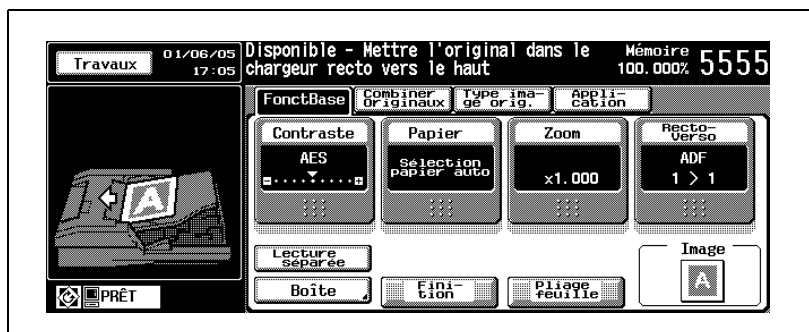 Travaux
01/06/05
17:05
Disponible - Mettre l'original dans le
chargeur recto vers le haut
Mémoire
100.000%
5555
FonctBase
Combiner
Originaux
Type ima-
ge orig.
Appli-
cation
Contraste
AES
Papier
Sélection
papier auto
Zoom
x1.000
Recto-
Verso
ADF
1 > 1
A
Lecture
séparée
Boîte
Fini-
tion
Pliage
feuille
Image
A
PRÊT